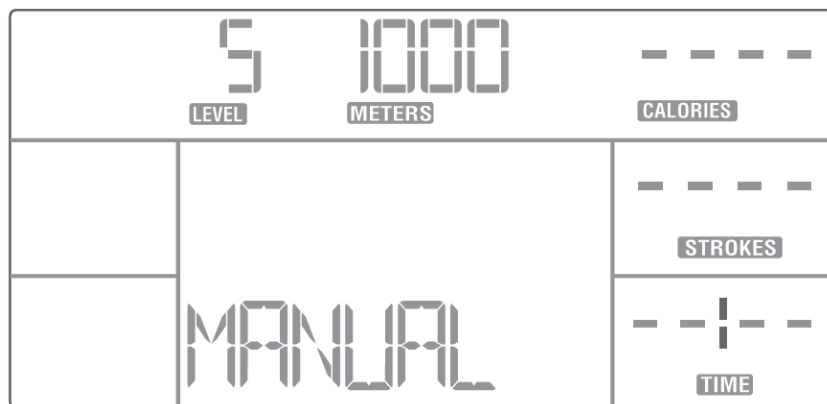 5 1000 - - - -
LEVEL METERS CALORIES
- - - -
STROKES
MANUAL - -:- -
TIME